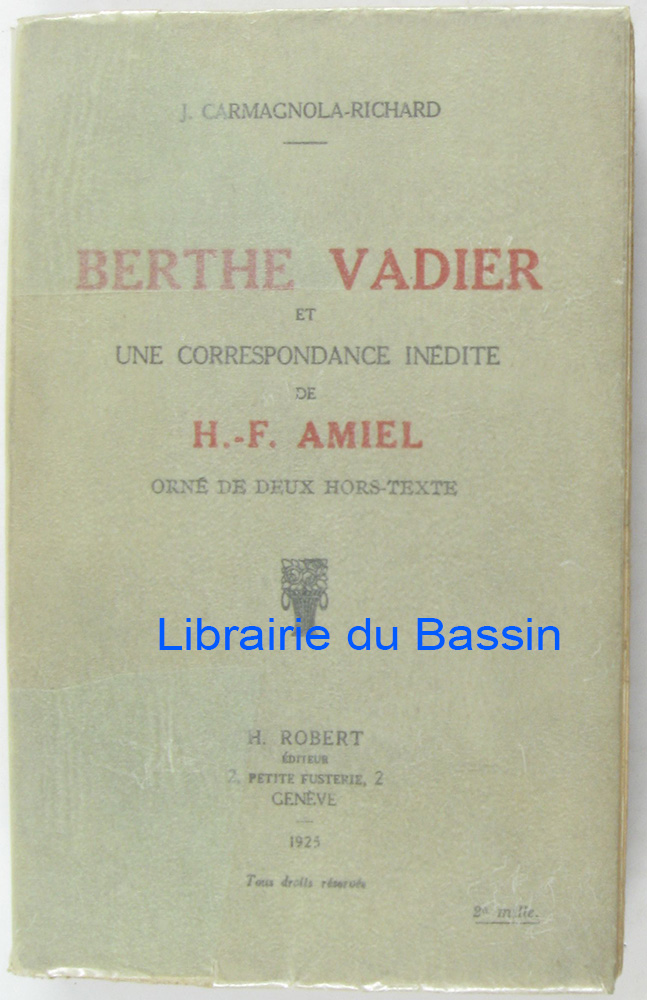 J. CARMAGNOLA-RICHARD
BERTHE VADIER
ET
UNE CORRESPONDANCE INÉDITE
DE
H.-F. AMIEL
ORNÉ DE DEUX HORS-TEXTE
Librairie du Bassin
H. ROBERT
ÉDITEUR
2, PETITE FUSTERIE, 2
GENÈVE
1925
Tous droits réservés
2e mille.